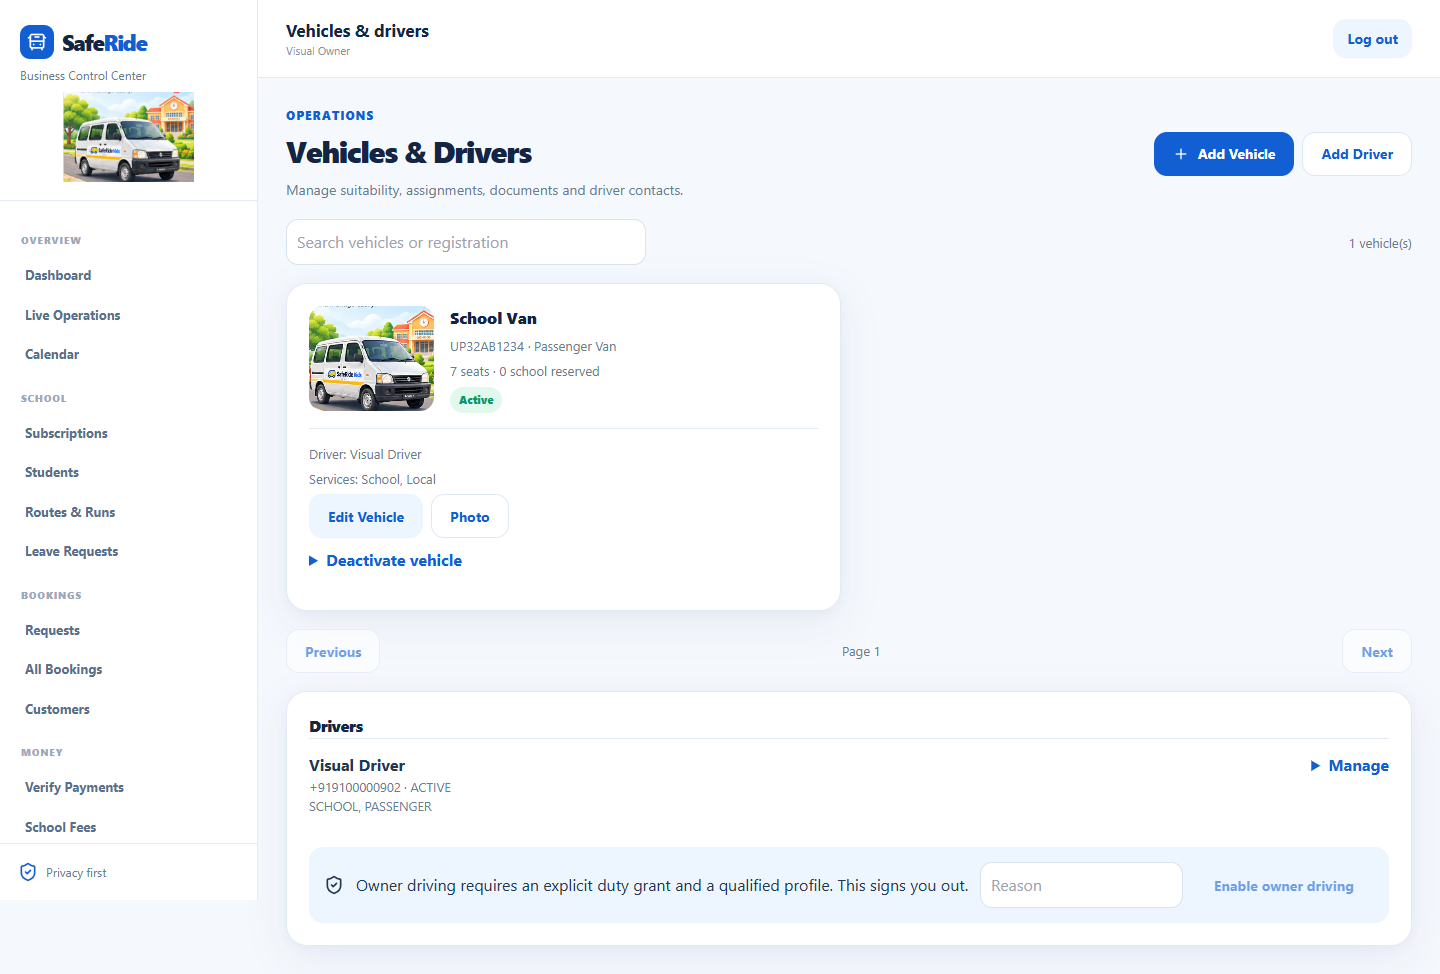 SafeRide
Business Control Center
OVERVIEW
Dashboard
Live Operations
Calendar
SCHOOL
Subscriptions
Students
Routes & Runs
Leave Requests
BOOKINGS
Requests
All Bookings
Customers
MONEY
Verify Payments
School Fees
Privacy first
Vehicles & drivers
Visual Owner
Log out
OPERATIONS
Vehicles & Drivers
Manage suitability, assignments, documents and driver contacts.
+ Add Vehicle
Add Driver
Search vehicles or registration
1 vehicle(s)
School Van
UP32AB1234 · Passenger Van
7 seats · 0 school reserved
Active
Driver: Visual Driver
Services: School, Local
Edit Vehicle
Photo
Deactivate vehicle
Previous
Page 1
Next
Drivers
Visual Driver
+919100000902 · ACTIVE
SCHOOL, PASSENGER
Manage
Owner driving requires an explicit duty grant and a qualified profile. This signs you out.
Reason
Enable owner driving